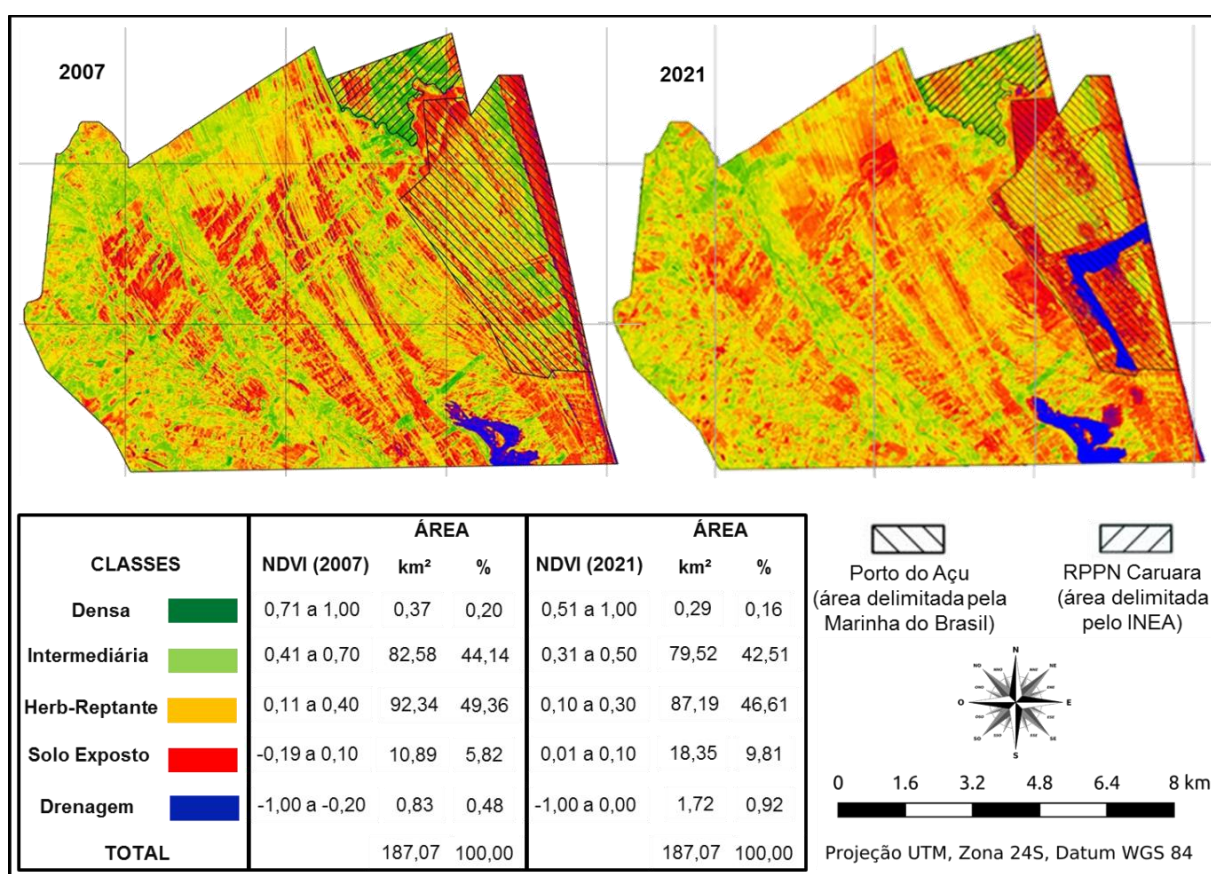 2007
2021
ÁREA ÁREA
CLASSES NDVI (2007) km² % NDVI (2021) km² %
Densa 0,71 a 1,00 0,37 0,20 0,51 a 1,00 0,29 0,16
Intermediária 0,41 a 0,70 82,58 44,14 0,31 a 0,50 79,52 42,51
Herb-Reptante 0,11 a 0,40 92,34 49,36 0,10 a 0,30 87,19 46,61
Solo Exposto -0,19 a 0,10 10,89 5,82 0,01 a 0,10 18,35 9,81
Drenagem -1,00 a -0,20 0,83 0,48 -1,00 a 0,00 1,72 0,92
TOTAL 187,07 100,00 187,07 100,00
Porto do Açu
(área delimitada pela
Marinha do Brasil)
RPPN Caruara
(área delimitada
pelo INEA)
N
ND NE
O E
SO SE
S
0 1.6 3.2 4.8 6.4 8 km
Projeção UTM, Zona 24S, Datum WGS 84